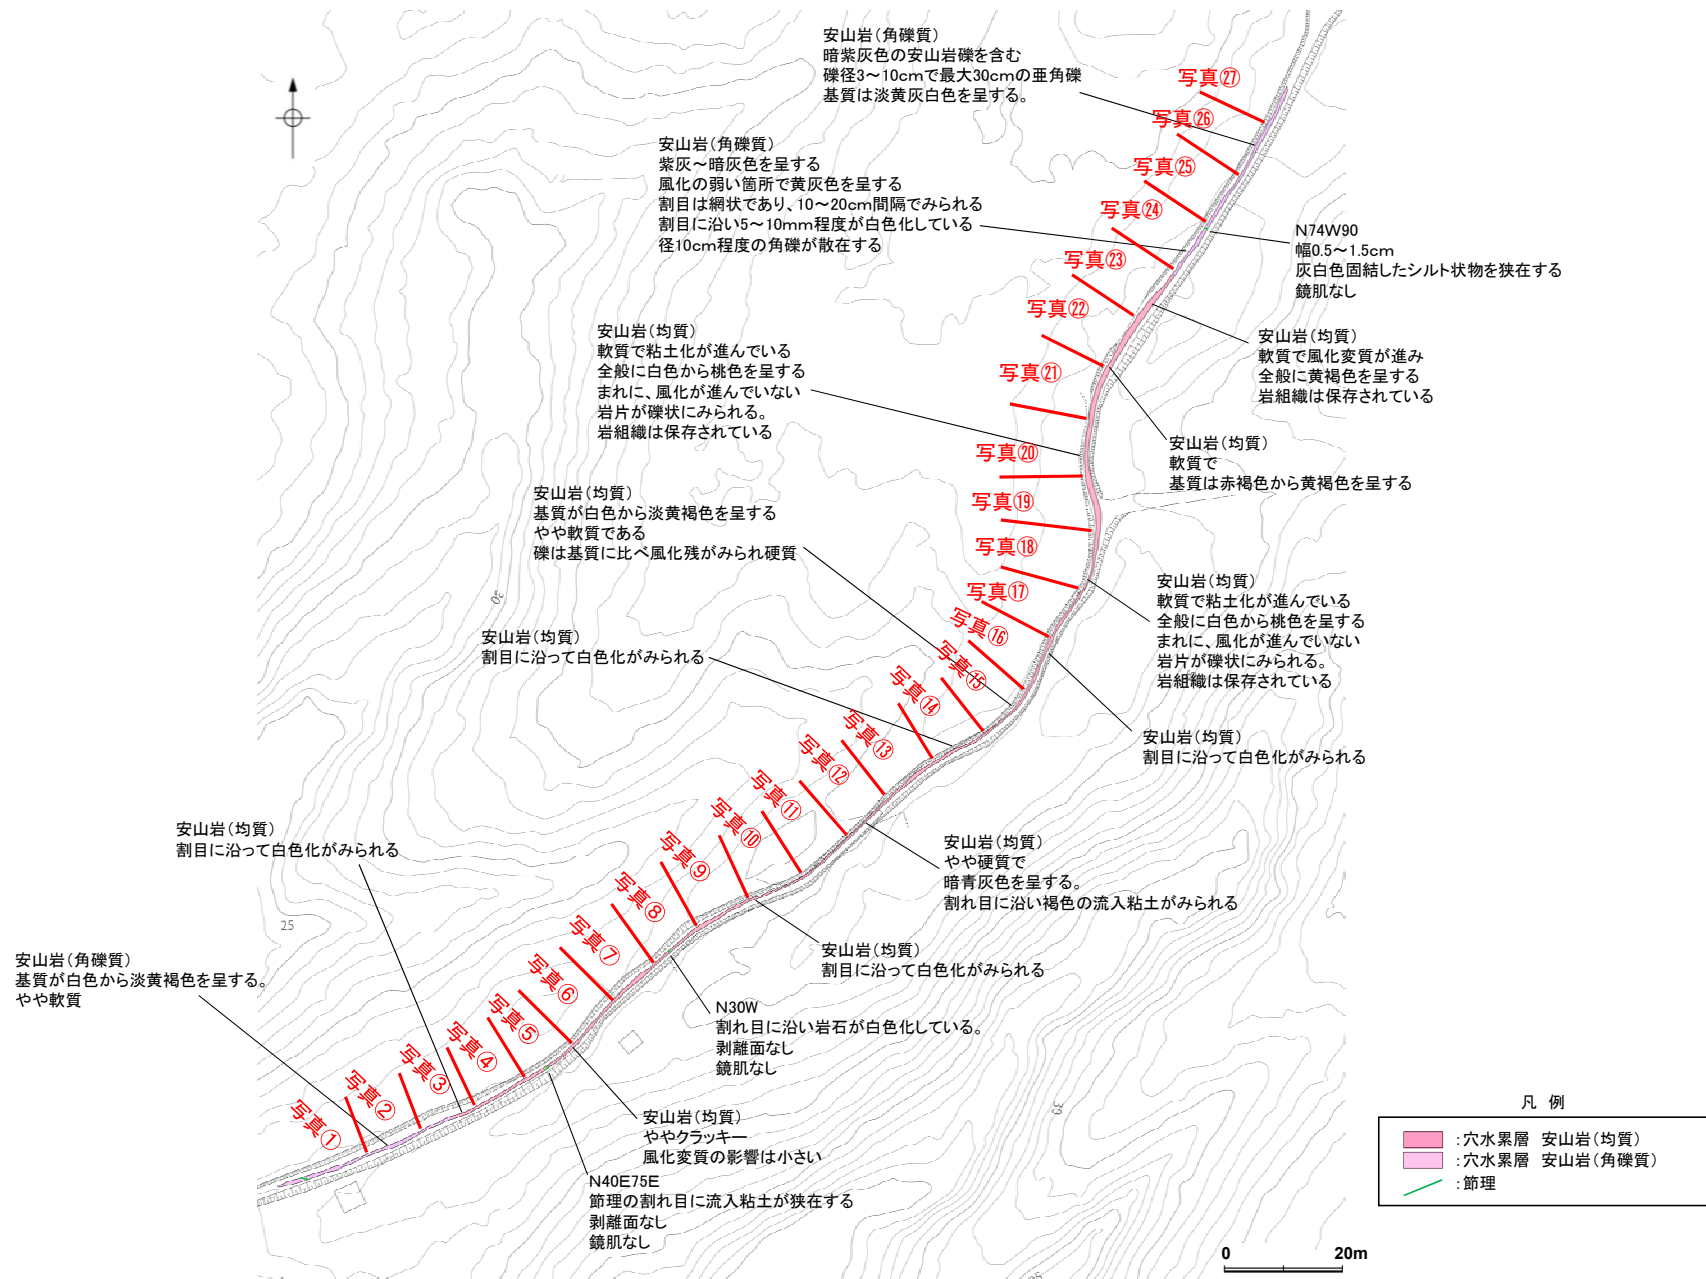 安山岩(角礫質)
暗紫灰色の安山岩礫を含む
礫径3～10cmで最大30cmの亜角礫
基質は淡黄灰白色を呈する。
写真㉗
写真㉖
写真㉕
写真㉔
写真㉓
写真㉒
写真㉑
写真⑳
写真⑲
写真⑱
写真⑰
写真⑯
写真⑮
写真⑭
写真⑬
写真⑫
写真⑪
写真⑩
写真⑨
写真⑧
写真⑦
写真⑥
写真⑤
写真④
写真③
写真②
写真①
安山岩(角礫質)
紫灰～暗灰色を呈する
風化の弱い箇所で黄灰色を呈する
割目は網状であり、10～20cm間隔でみられる
割目に沿い5～10mm程度が白色化している
径10cm程度の角礫が散在する
N74W90
幅0.5～1.5cm
灰白色固結したシルト状物を狭在する
鏡肌なし
安山岩(均質)
軟質で粘土化が進んでいる
全般に白色から桃色を呈する
まれに、風化が進んでいない
岩片が礫状にみられる。
岩組織は保存されている
安山岩(均質)
軟質で風化変質が進み
全般に黄褐色を呈する
岩組織は保存されている
安山岩(均質)
軟質で
基質は赤褐色から黄褐色を呈する
安山岩(均質)
基質が白色から淡黄褐色を呈する
やや軟質である
礫は基質に比べ風化残がみられ硬質
安山岩(均質)
軟質で粘土化が進んでいる
全般に白色から桃色を呈する
まれに、風化が進んでいない
岩片が礫状にみられる。
岩組織は保存されている
30
安山岩(均質)
割目に沿って白色化がみられる
安山岩(均質)
割目に沿って白色化がみられる
安山岩(均質)
割目に沿って白色化がみられる
安山岩(均質)
やや硬質で
暗青灰色を呈する。
割れ目に沿い褐色の流入粘土がみられる
25
安山岩(均質)
割目に沿って白色化がみられる
安山岩(角礫質)
基質が白色から淡黄褐色を呈する。
やや軟質
N30W
割れ目に沿い岩石が白色化している。
剥離面なし
鏡肌なし
安山岩(均質)
ややクラッキー
風化変質の影響は小さい
N40E75E
節理の割れ目に流入粘土が狭在する
剥離面なし
鏡肌なし
30
凡 例
:穴水累層 安山岩(均質)
:穴水累層 安山岩(角礫質)
:節理
0 20m